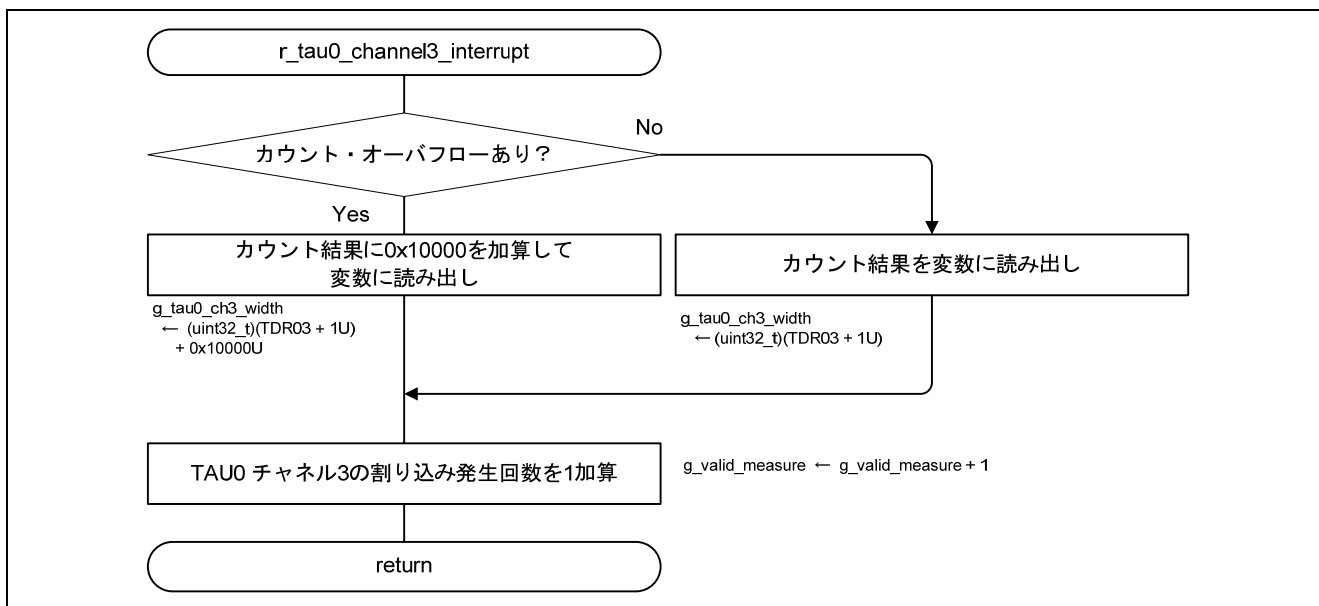 r_tau0_channel3_interrupt
カウント・オーバフローあり？
No
Yes
カウント結果に0x10000を加算して
変数に読み出し
カウント結果を変数に読み出し
g_tau0_ch3_width
← (uint32_t)(TDR03 + 1U)
+ 0x10000U
g_tau0_ch3_width
← (uint32_t)(TDR03 + 1U)
TAU0 チャネル3の割り込み発生回数を1加算
g_valid_measure ← g_valid_measure + 1
return